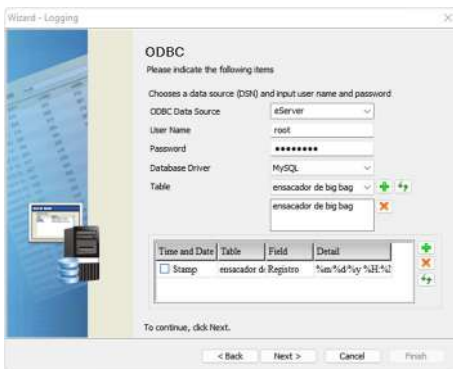 Wizard - Logging
ODBC
Please indicate the following items
Chooses a data source (DSN) and input user name and password
ODBC Data Source eServer
User Name root
Password ●●●●●●●●
Database Driver MySQL
Table ensacador de big bag
ensacador de big bag
Time and Date Table Field Detail
Stamp ensacador d Registro %m/%d/%y %H:%
To continue, click Next.
< Back Next > Cancel Finish